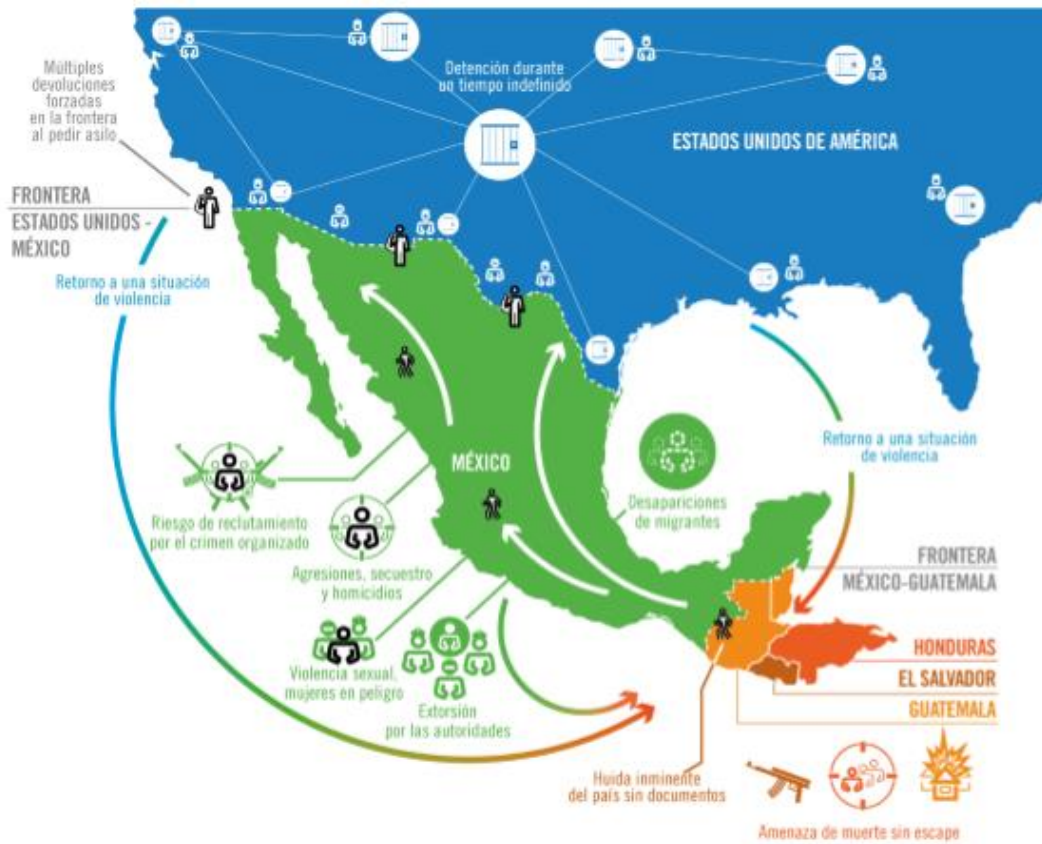 Múltiples
devoluciones
forzadas
en la frontera
al pedir asilo
Detención durante
un tiempo indefinido
ESTADOS UNIDOS DE AMÉRICA
FRONTERA
ESTADOS UNIDOS -
MÉXICO
Retorno a una situación
de violencia
Retorno a una situación
de violencia
MÉXICO
Desapariciones
de migrantes
Riesgo de reclutamiento
por el crimen organizado
Agresiones, secuestro
y homicidios
Violencia sexual,
mujeres en peligro
Extorsión
por las autoridades
FRONTERA
MÉXICO-GUATEMALA
HONDURAS
EL SALVADOR
GUATEMALA
Huida inminente
del país sin documentos
Amenaza de muerte sin escape